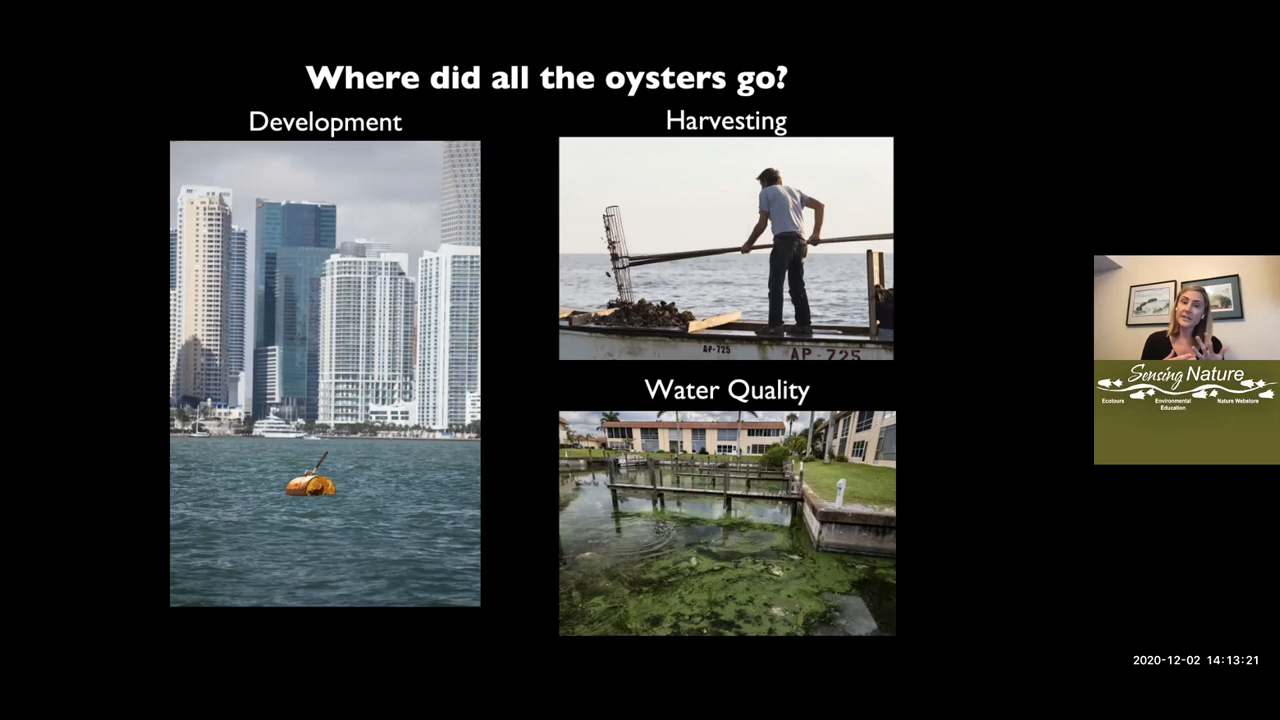 Where did all the oysters go?
Development
Harvesting
AP-725
AP-725
Water Quality
Sensing Nature
Ecotours
Environmental
Education
Nature Webstore
2020-12-02 14:13:21